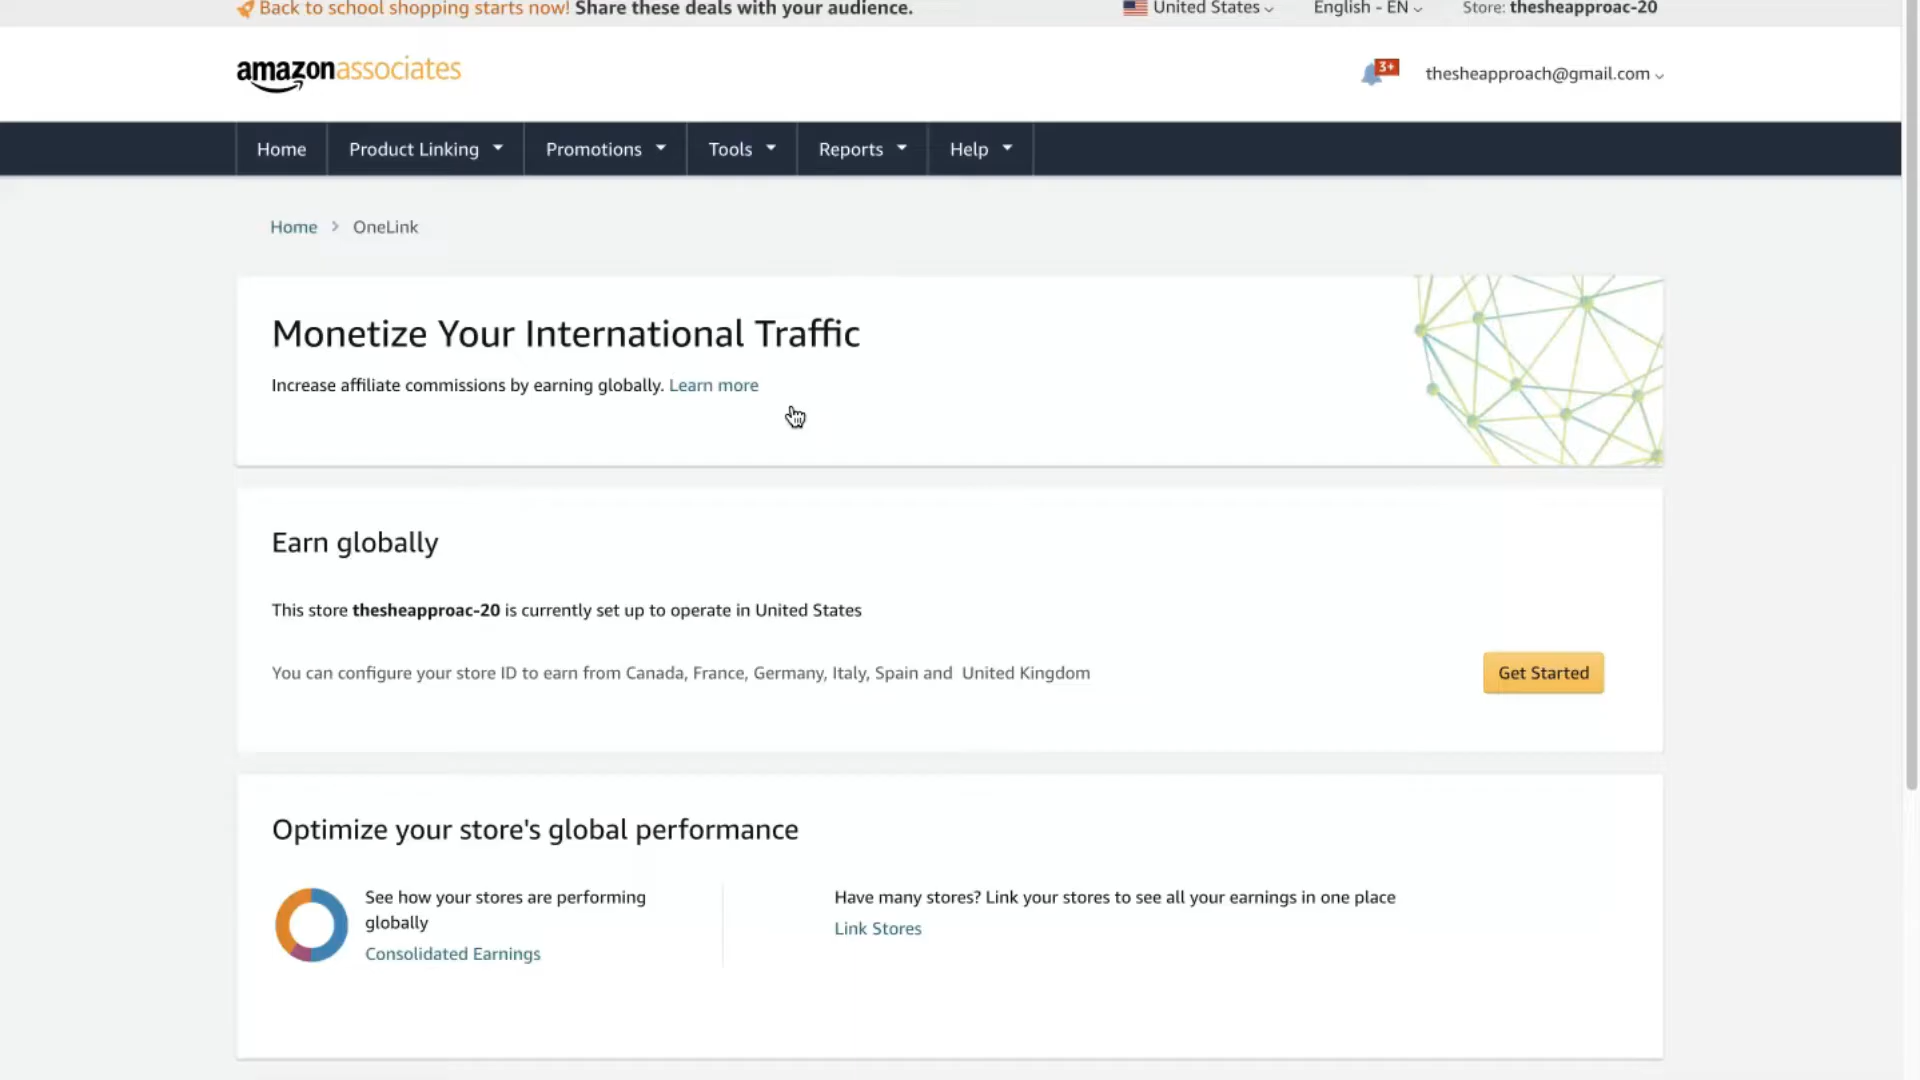 Back to school shopping starts now! Share these deals with your audience.
United States
English - EN
Store: thesheapproac-20
amazonassociates
3+
thesheapproach@gmail.com
Home
Product Linking
Promotions
Tools
Reports
Help
Home > OneLink
Monetize Your International Traffic
Increase affiliate commissions by earning globally. Learn more
Earn globally
This store thesheapproac-20 is currently set up to operate in United States
You can configure your store ID to earn from Canada, France, Germany, Italy, Spain and United Kingdom
Get Started
Optimize your store's global performance
See how your stores are performing
globally
Consolidated Earnings
Have many stores? Link your stores to see all your earnings in one place
Link Stores